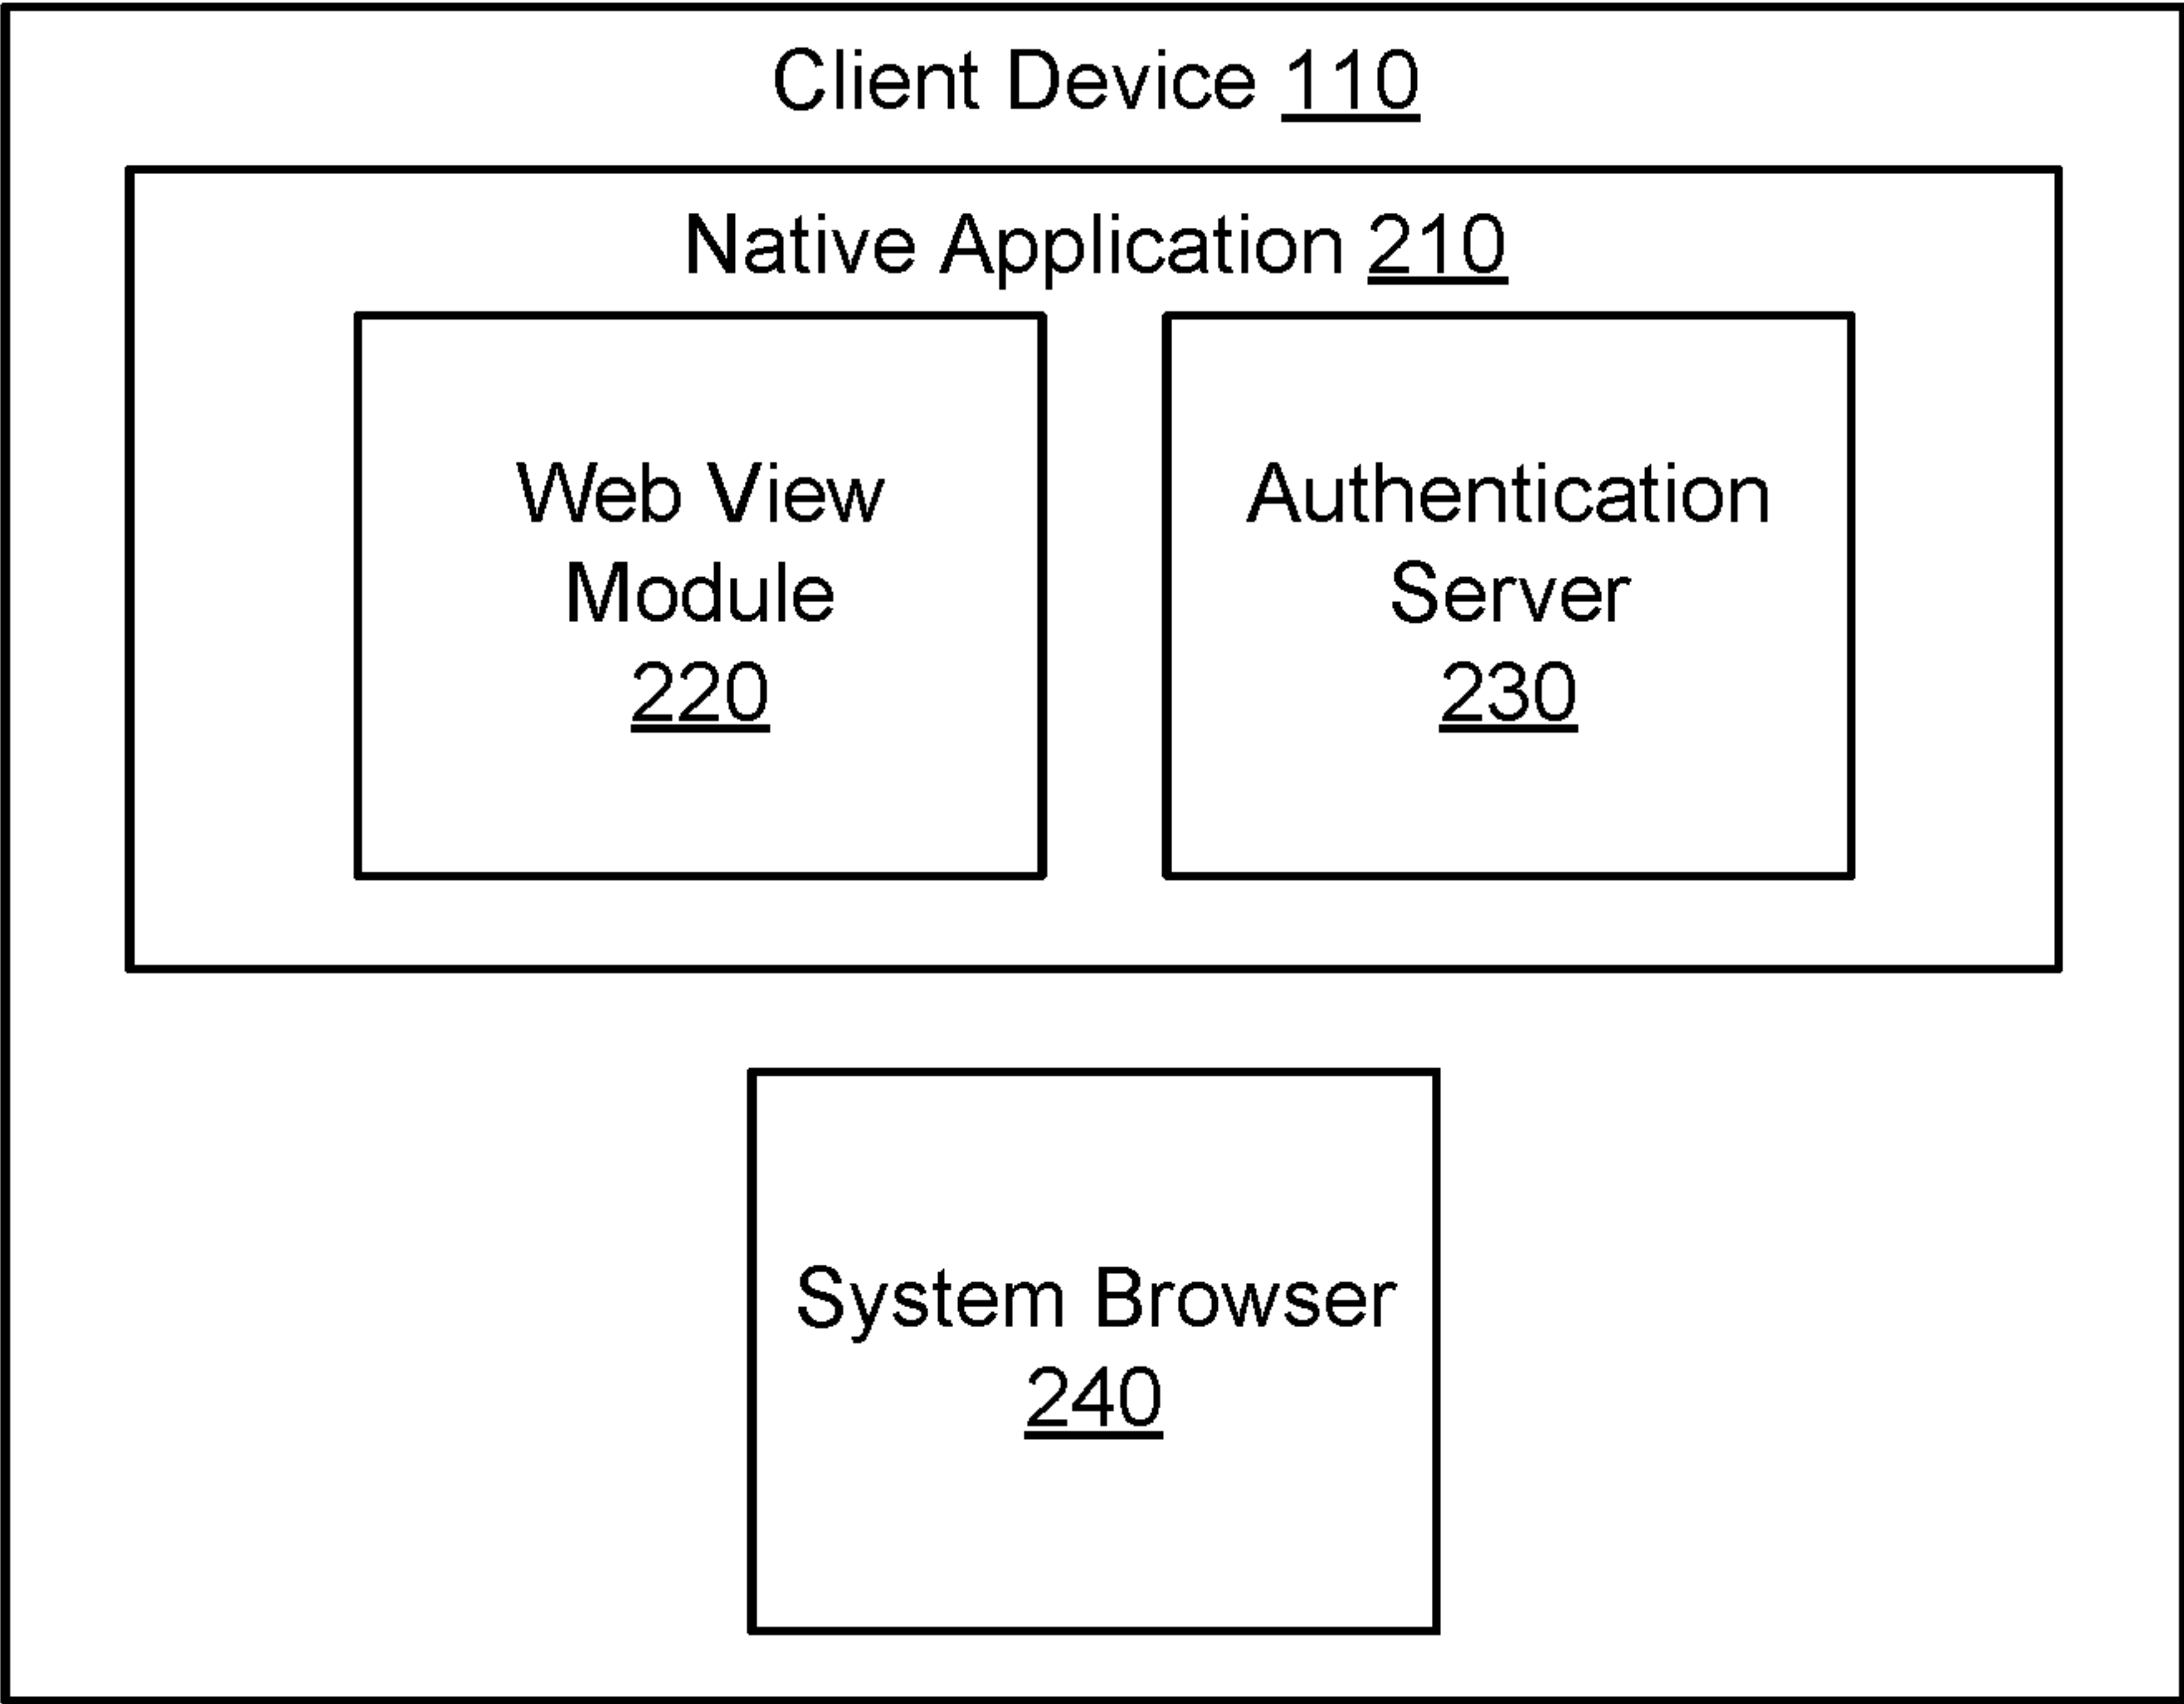 Client Device 110
Native Application 210
Web View
Module
220
Authentication
Server
230
System Browser
240